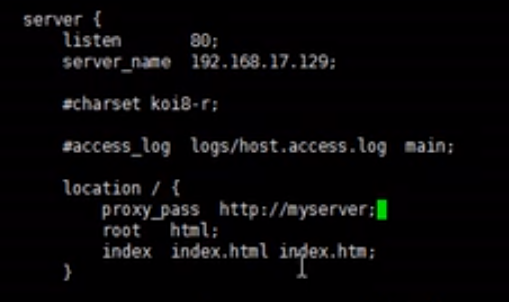 server {
    listen       80;
    server_name  192.168.17.129;
    #charset koi8-r;
    #access_log  logs/host.access.log  main;
    location / {
        proxy_pass  http://myserver;
        root   html;
        index  index.html index.htm;
    }